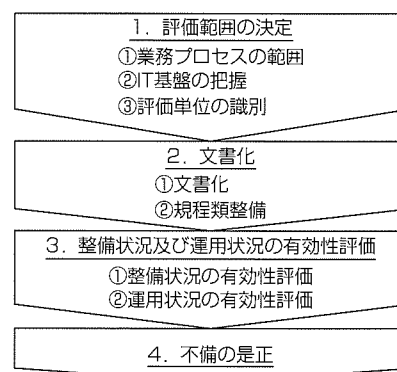 1．評価範囲の決定
①業務プロセスの範囲
②IT基盤の把握
③評価単位の識別
2．文書化
①文書化
②規程類整備
3．整備状況及び運用状況の有効性評価
①整備状況の有効性評価
②運用状況の有効性評価
4．不備の是正